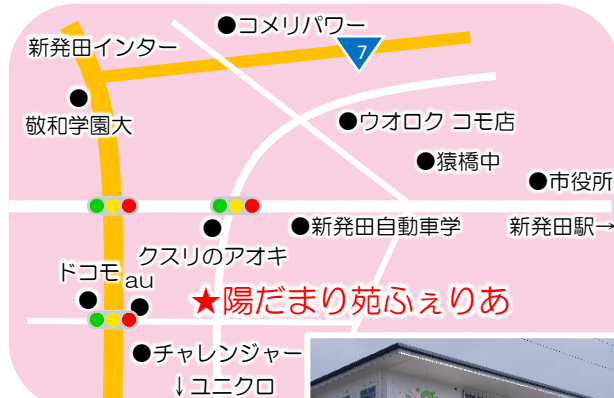 ●コメリパワー
新発田インター
7
敬和学園大
●ウオロク コモ店
●猿橋中
●市役所
●新発田自動車学
新発田駅→
クスリのアオキ
ドコモ
au
★陽だまり苑ふぇりあ
●チャレンジャー
↓ユニクロ